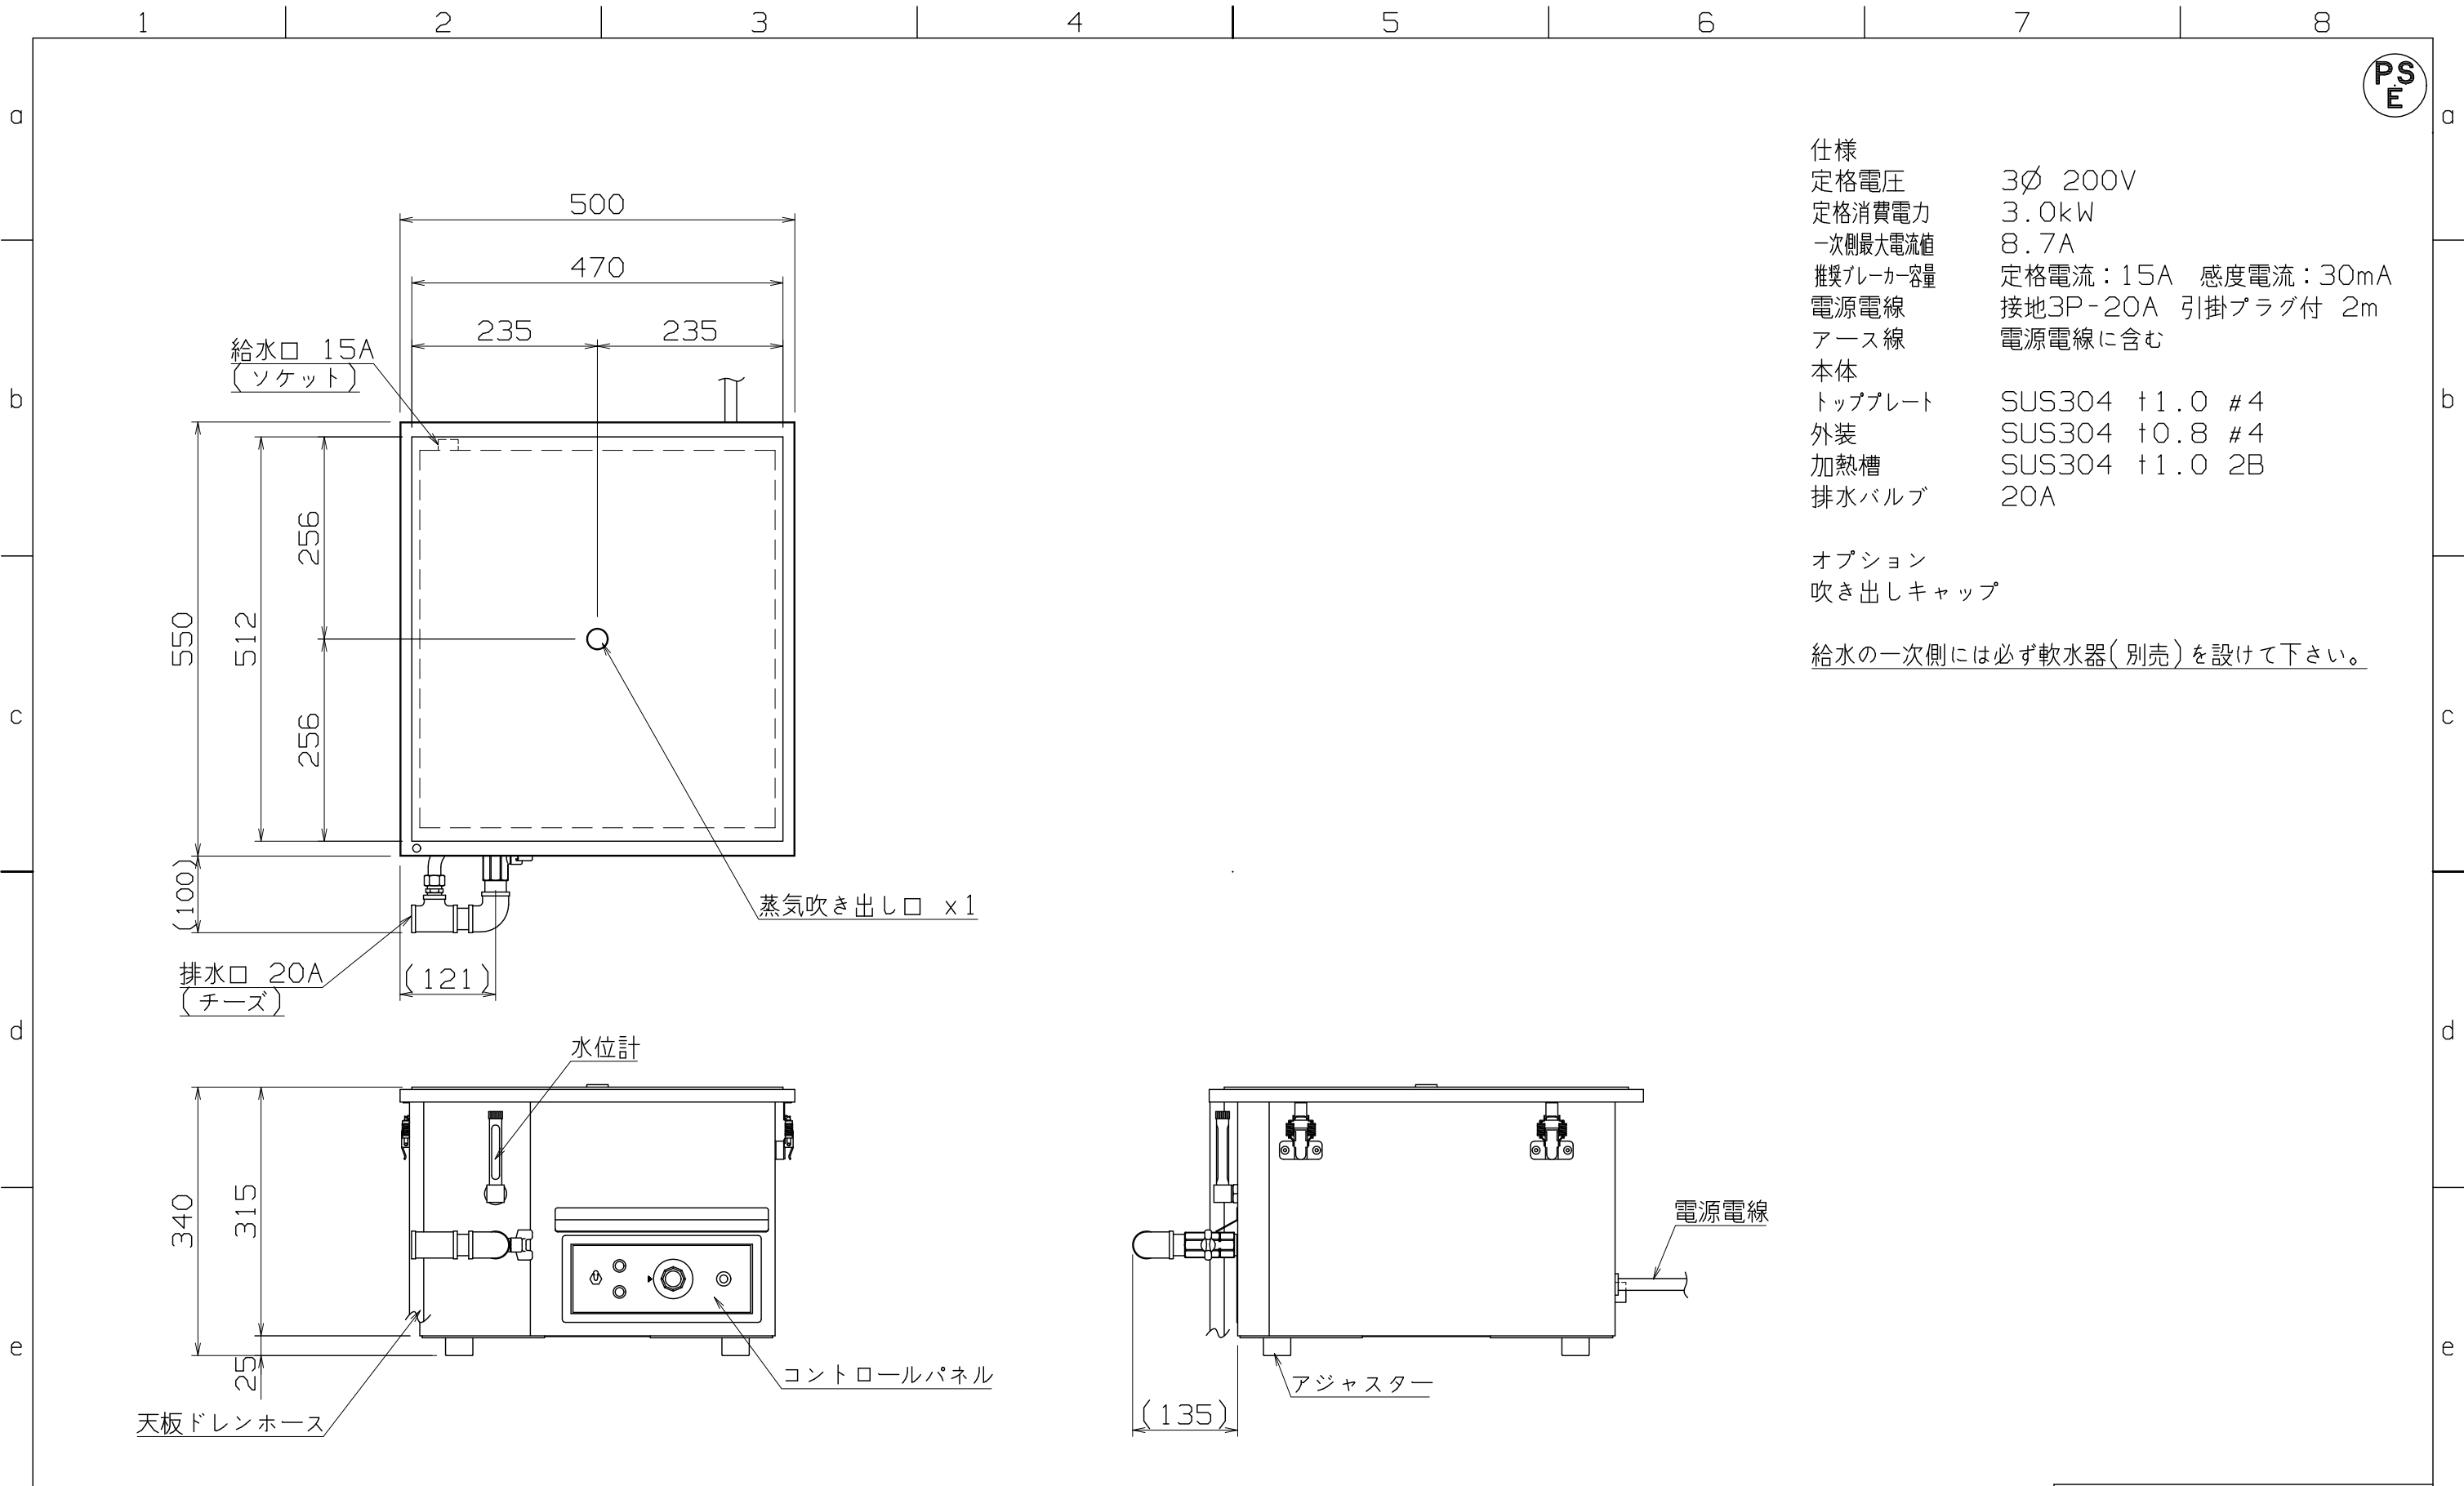 1 2 3 4 5 6 7 8
PS
E
a a
仕様
定格電圧 3Ø 200V
定格消費電力 3.0kW
一次側最大電流値 8.7A
推奨ブレーカー容量 定格電流:15A 感度電流:30mA
電源電線 接地3P-20A 引掛プラグ付 2m
アース線 電源電線に含む
本体
トッププレート SUS304 t1.0 #4
外装 SUS304 t0.8 #4
加熱槽 SUS304 t1.0 2B
排水バルブ 20A
オプション
吹き出しキャップ
給水の一次側には必ず軟水器(別売)を設けて下さい。
500
470
235 235
給水口 15A
(ソケット)
b b
256
550
512
256
c c
(100)
蒸気吹き出し口 x1
排水口 20A
(チーズ)
(121)
d d
水位計
340
315
25
電源電線
コントロールパネル
アジャスター
天板ドレンホース
(135)
e e